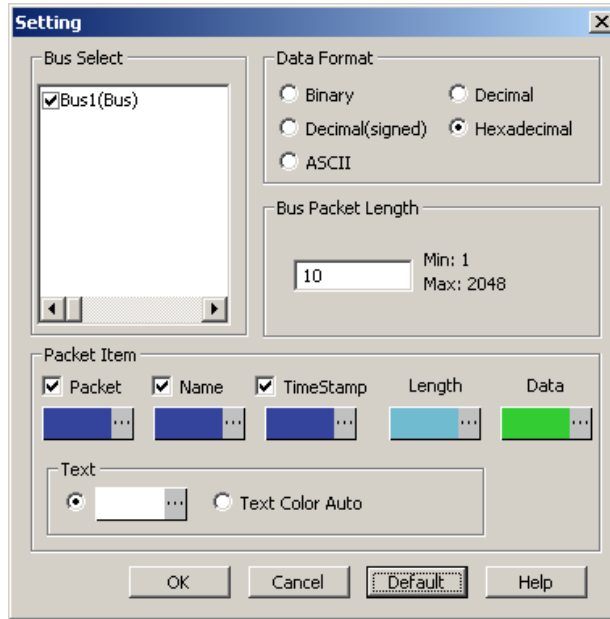 Setting
Bus Select
Bus1(Bus)
Data Format
Binary
Decimal
Decimal(signed)
Hexadecimal
ASCII
Bus Packet Length
10
Min: 1
Max: 2048
Packet Item
Packet
Name
TimeStamp
Length
Data
...
...
...
...
...
Text
...
Text Color Auto
OK
Cancel
Default
Help